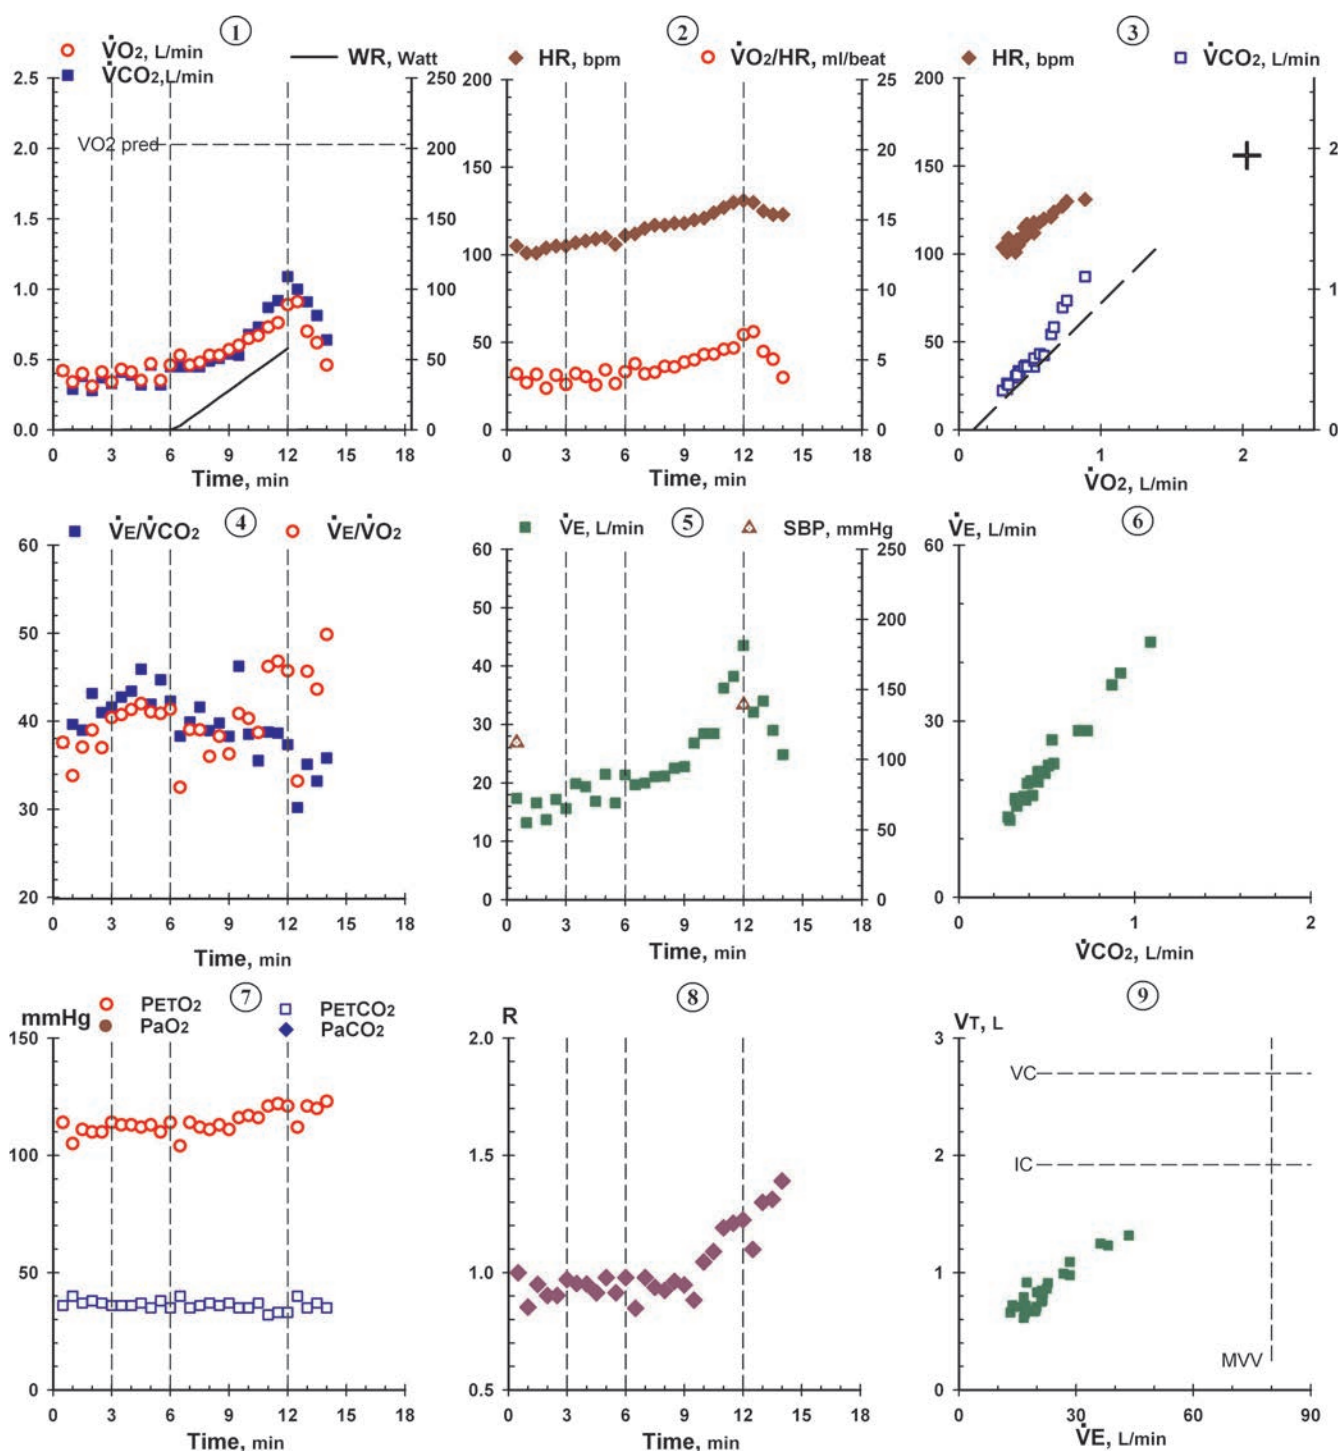 ①
V̇O2, L/min
V̇CO2, L/min
WR, Watt
2.5
2.0
1.5
1.0
0.5
0.0
250
200
150
100
50
0
VO2 pred
0 3 6 9 12 15 18
Time, min
②
HR, bpm
V̇O2/HR, ml/beat
200
150
100
50
0
25
20
15
10
5
0
0 3 6 9 12 15 18
Time, min
③
HR, bpm
V̇CO2, L/min
200
150
100
50
0
2
1
0
0 1 2
V̇O2, L/min
④
V̇E/V̇CO2
V̇E/V̇O2
60
50
40
30
20
0 3 6 9 12 15 18
Time, min
⑤
V̇E, L/min
SBP, mmHg
60
50
40
30
20
10
0
250
200
150
100
50
0
0 3 6 9 12 15 18
Time, min
⑥
V̇E, L/min
60
30
0
0 1 2
V̇CO2, L/min
⑦
mmHg
PETO2
PaO2
PETCO2
PaCO2
150
100
50
0
0 3 6 9 12 15 18
Time, min
⑧
R
2.0
1.5
1.0
0.5
0 3 6 9 12 15 18
Time, min
⑨
VT, L
3
2
1
0
VC
IC
MVV
0 30 60 90
V̇E, L/min